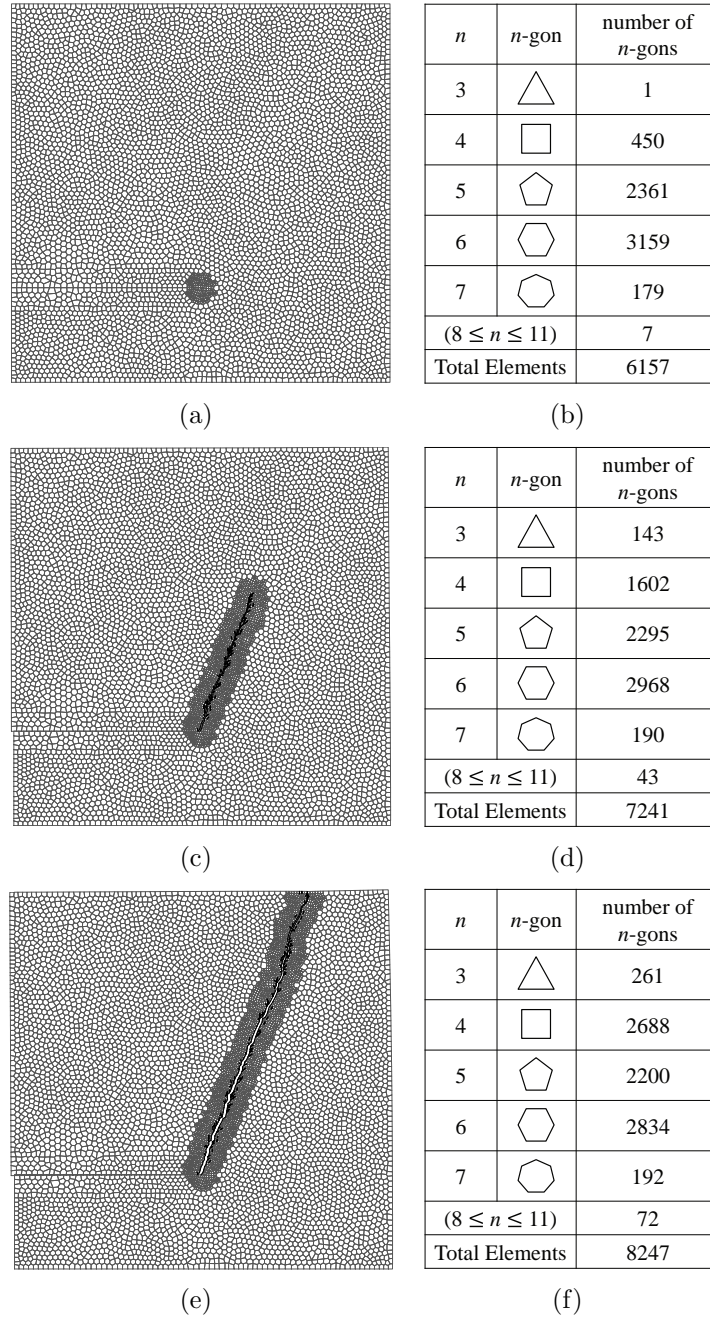 n n-gon number of n-gons
3 1
4 450
5 2361
6 3159
7 179
(8 ≤ n ≤ 11) 7
Total Elements 6157
(a) (b)
n n-gon number of n-gons
3 143
4 1602
5 2295
6 2968
7 190
(8 ≤ n ≤ 11) 43
Total Elements 7241
(c) (d)
n n-gon number of n-gons
3 261
4 2688
5 2200
6 2834
7 192
(8 ≤ n ≤ 11) 72
Total Elements 8247
(e) (f)